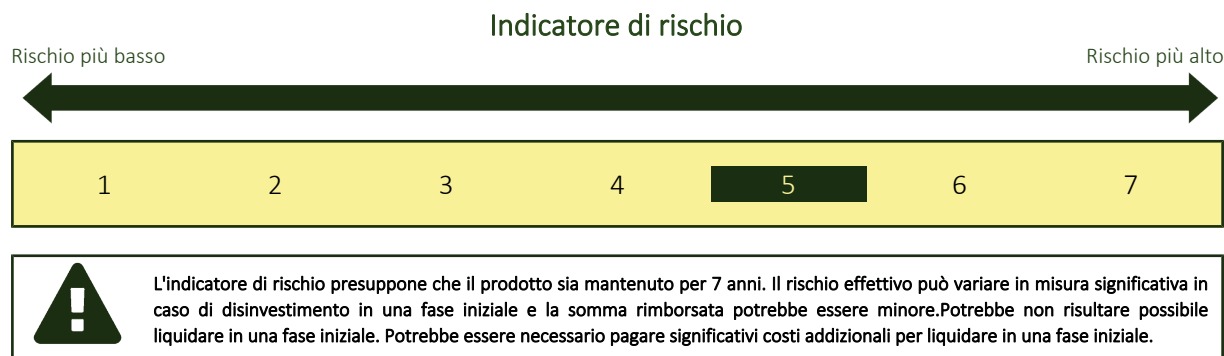 Indicatore di rischio
Rischio più basso
Rischio più alto
1 2 3 4 5 6 7
L'indicatore di rischio presuppone che il prodotto sia mantenuto per 7 anni. Il rischio effettivo può variare in misura significativa in
caso di disinvestimento in una fase iniziale e la somma rimborsata potrebbe essere minore.Potrebbe non risultare possibile
liquidare in una fase iniziale. Potrebbe essere necessario pagare significativi costi addizionali per liquidare in una fase iniziale.